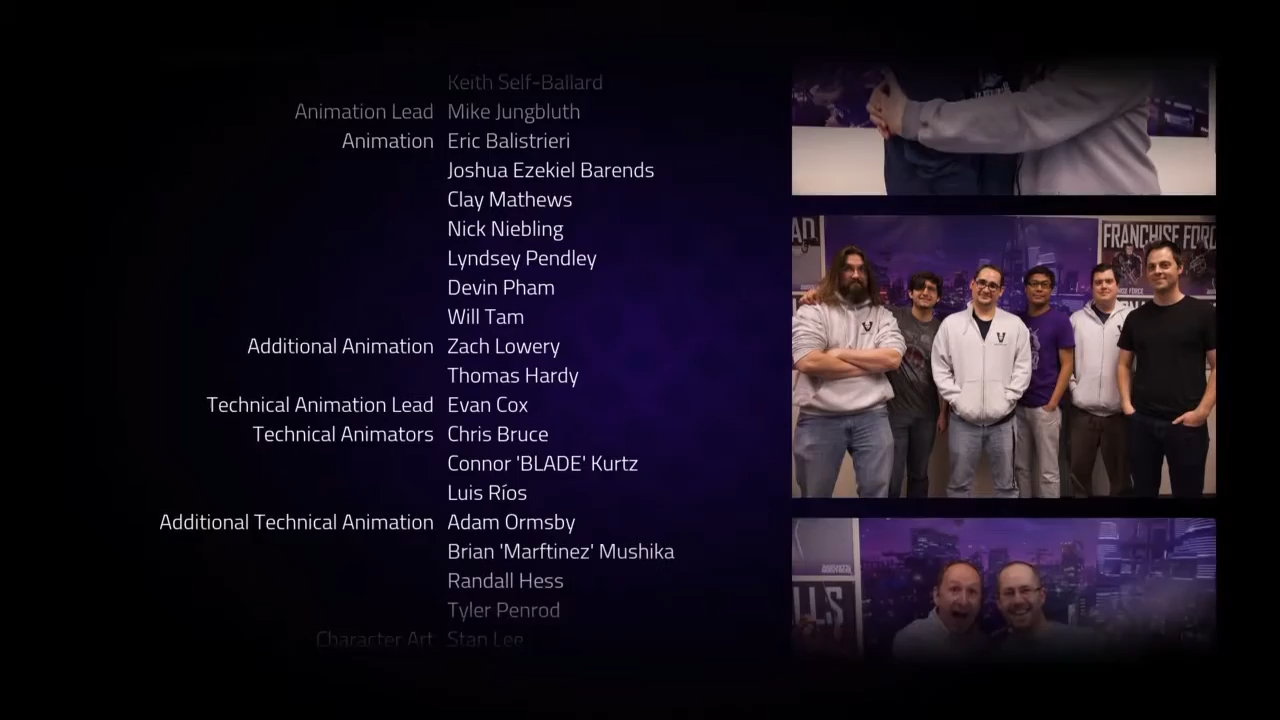 Keith Self-Ballard
Animation Lead Mike Jungbluth
Animation Eric Balistrieri
Joshua Ezekiel Barends
Clay Mathews
Nick Niebling
Lyndsey Pendley
Devin Pham
Will Tam
Additional Animation Zach Lowery
Thomas Hardy
Technical Animation Lead Evan Cox
Technical Animators Chris Bruce
Connor 'BLADE' Kurtz
Luis Ríos
Additional Technical Animation Adam Ormsby
Brian 'Marftinez' Mushika
Randall Hess
Tyler Penrod
Character Art Stan Lee
FRANCHISE FORC